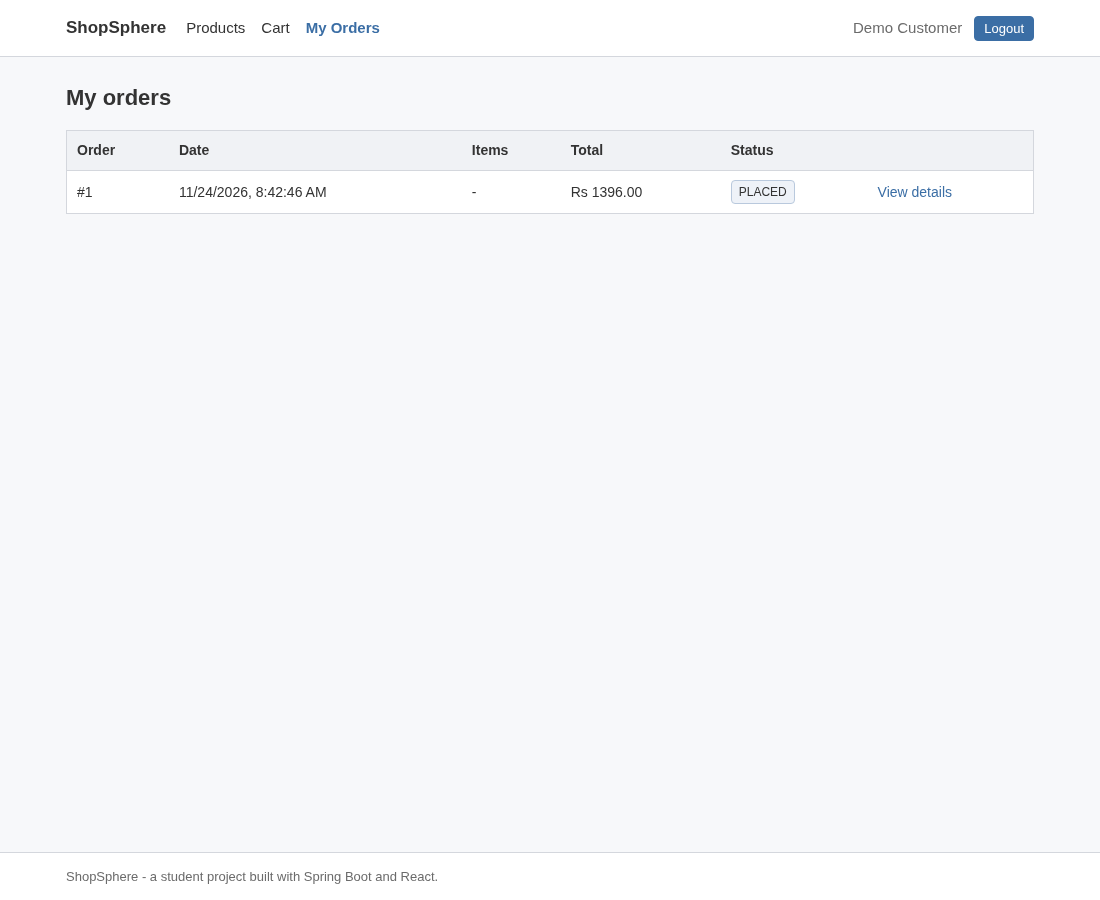 ShopSphere Products Cart My Orders Demo Customer Logout
My orders
Order Date Items Total Status
#1 11/24/2026, 8:42:46 AM - Rs 1396.00 PLACED View details
ShopSphere - a student project built with Spring Boot and React.